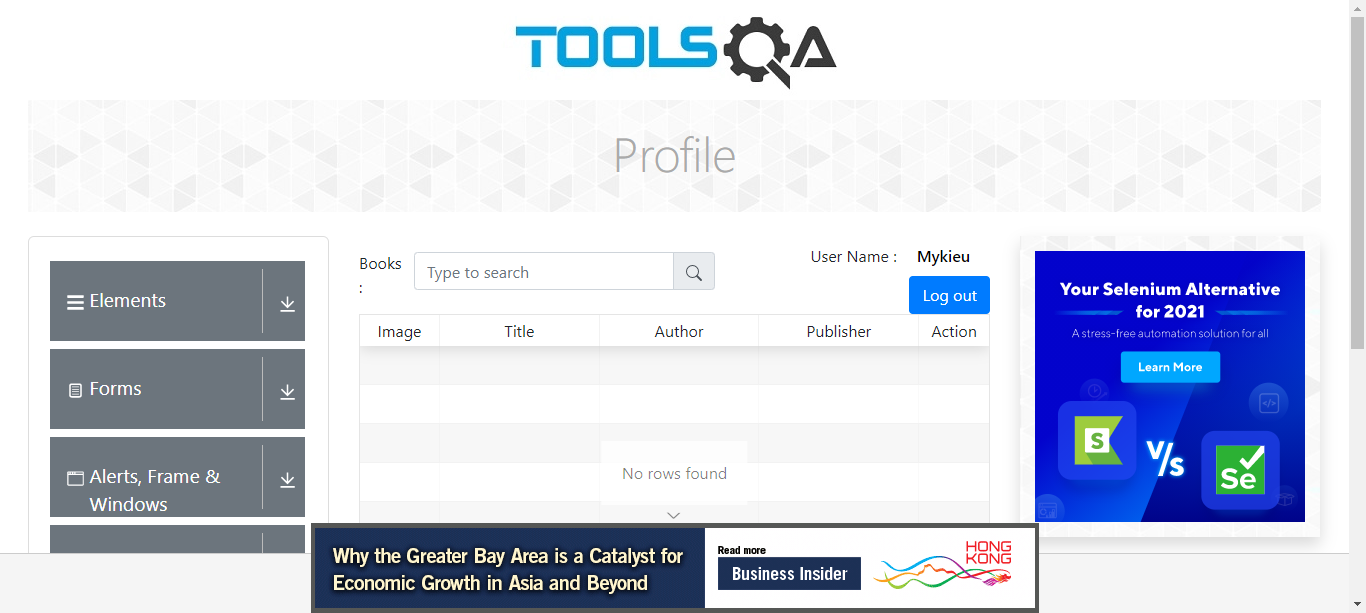 TOOLSQA
Profile
Elements
Forms
Alerts, Frame &
Windows
Books
:
Type to search
User Name :
Mykieu
Log out
Image
Title
Author
Publisher
Action
No rows found
Your Selenium Alternative
for 2021
A stress-free automation solution for all
Learn More
S
V/s
Se
Why the Greater Bay Area is a Catalyst for
Economic Growth in Asia and Beyond
Read more
Business Insider
HONG
KONG